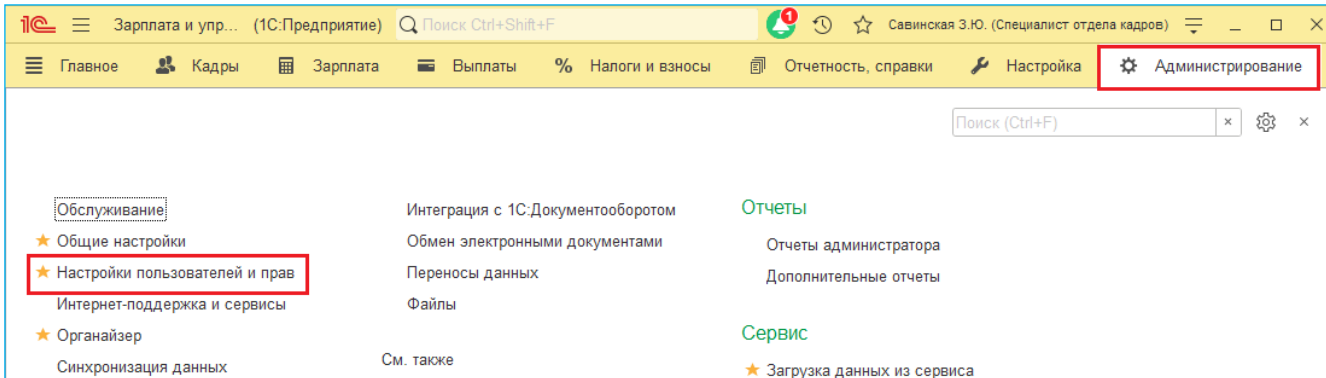 1С Зарплата и упр... (1С:Предприятие) Поиск Ctrl+Shift+F 1 Савинская З.Ю. (Специалист отдела кадров)
Главное Кадры Зарплата Выплаты % Налоги и взносы Отчетность, справки Настройка Администрирование
Поиск (Ctrl+F) × ×
Обслуживание
Общие настройки
Настройки пользователей и прав
Интернет-поддержка и сервисы
Органайзер
Синхронизация данных
Интеграция с 1С:Документооборотом
Обмен электронными документами
Переносы данных
Файлы
См. также
Отчеты
Отчеты администратора
Дополнительные отчеты
Сервис
Загрузка данных из сервиса